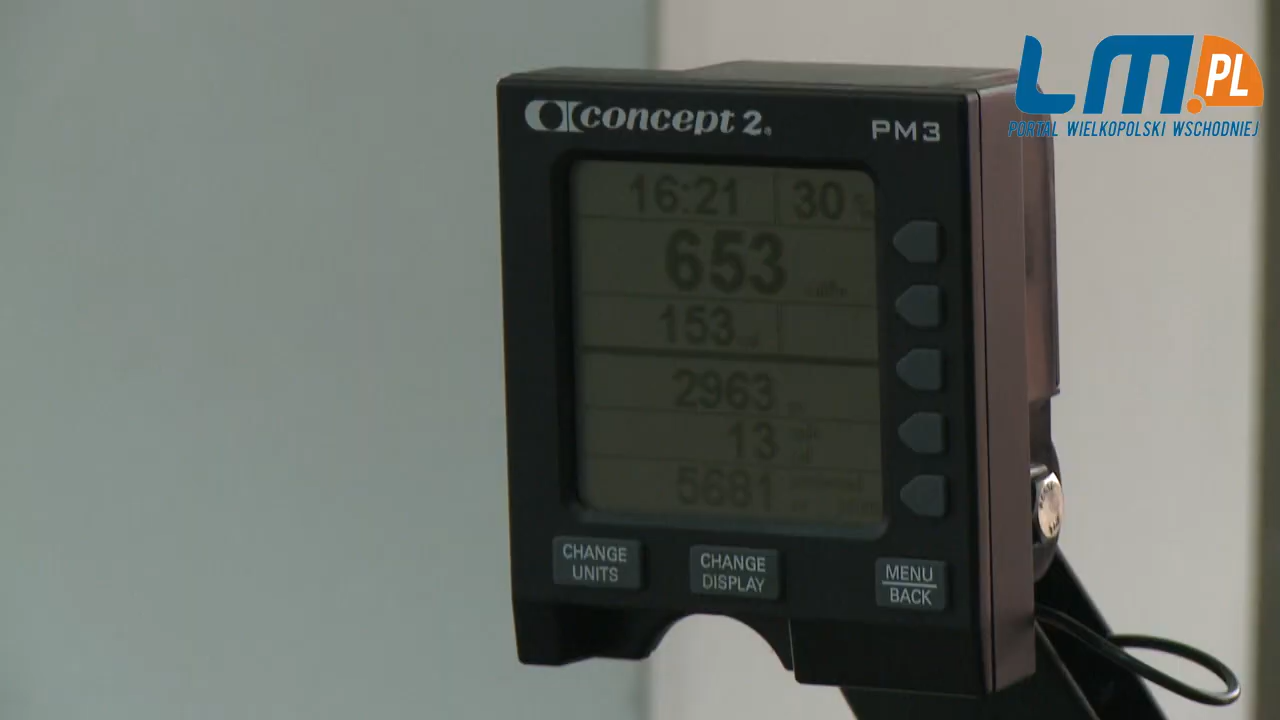 LM.PL
PORTAL WIELKOPOLSKI WSCHODNIEJ
concept 2.
PM3
16:21 30
653
153
2963
13
5681
CHANGE UNITS
CHANGE DISPLAY
MENU
BACK